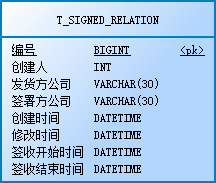 T_SIGNED_RELATION
编号 BIGINT <pk>
创建人 INT
发货方公司 VARCHAR(30)
签署方公司 VARCHAR(30)
创建时间 DATETIME
修改时间 DATETIME
签收开始时间 DATETIME
签收结束时间 DATETIME